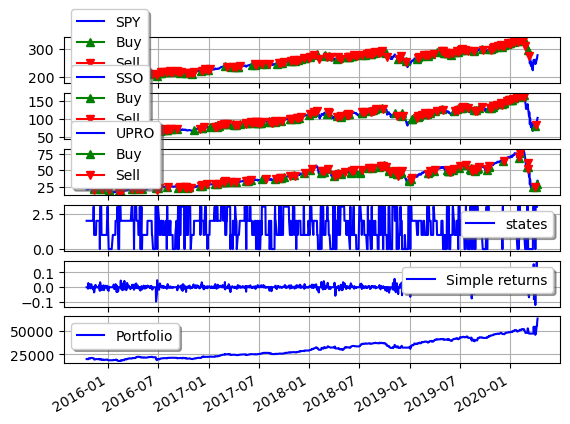 SPY
Buy
Sell
300
200
SSO
Buy
Sell
150
100
50
UPRO
Buy
Sell
75
50
25
states
2.5
0.0
Simple returns
0.1
0.0
−0.1
Portfolio
50000
25000
2016-01 2016-07 2017-01 2017-07 2018-01 2018-07 2019-01 2019-07 2020-01